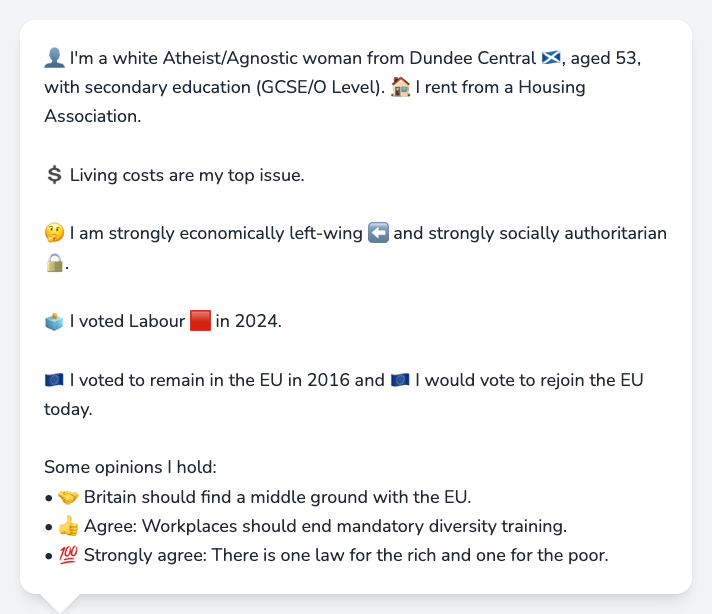 👤 I'm a white Atheist/Agnostic woman from Dundee Central 🏴󠁧󠁢󠁳󠁣󠁴󠁿, aged 53,
with secondary education (GCSE/O Level). 🏠 I rent from a Housing
Association.
💲 Living costs are my top issue.
🤔 I am strongly economically left-wing ⬅️ and strongly socially authoritarian
🔒.
🗳️ I voted Labour 🟥 in 2024.
🇪🇺 I voted to remain in the EU in 2016 and 🇪🇺 I would vote to rejoin the EU
today.
Some opinions I hold:
• 🤝 Britain should find a middle ground with the EU.
• 👍 Agree: Workplaces should end mandatory diversity training.
• 💯 Strongly agree: There is one law for the rich and one for the poor.